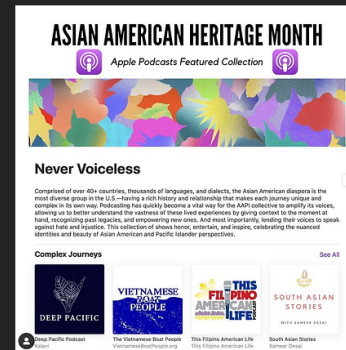 ASIAN AMERICAN HERITAGE MONTH
Apple Podcasts Featured Collection
Never Voiceless
Comprised of over 40+ countries, thousands of languages, and dialects, the Asian American diaspora is the
most diverse group in the U.S.—having a rich history and relationship that makes each journey unique and
complex in its own way. Podcasting has quickly become a vital way for the AAPI collective to amplify its voices,
allowing us to better understand the vastness of these lived experiences by giving context to the moment at
hand, recognizing past legacies, and empowering new ones. And most importantly, lending their voices to speak
against hate and injustice. This collection of shows honor, entertain, and inspire, celebrating the nuanced
identities and beauty of Asian American and Pacific Islander perspectives.
Complex Journeys
See All
DEEP PACIFIC
VIETNAMESE
BOAT
PEOPLE
THIS
FILIPINO
AMERICAN
LIFE
PODCAST
SOUTH ASIAN
STORIES
WITH SAMEER DESAI
Deep Pacific Podcast
Kalani
The Vietnamese Boat People
VietnameseBoatPeople.org
This Filipino American Life
This Filipino American Life
South Asian Stories
Sameer Desai